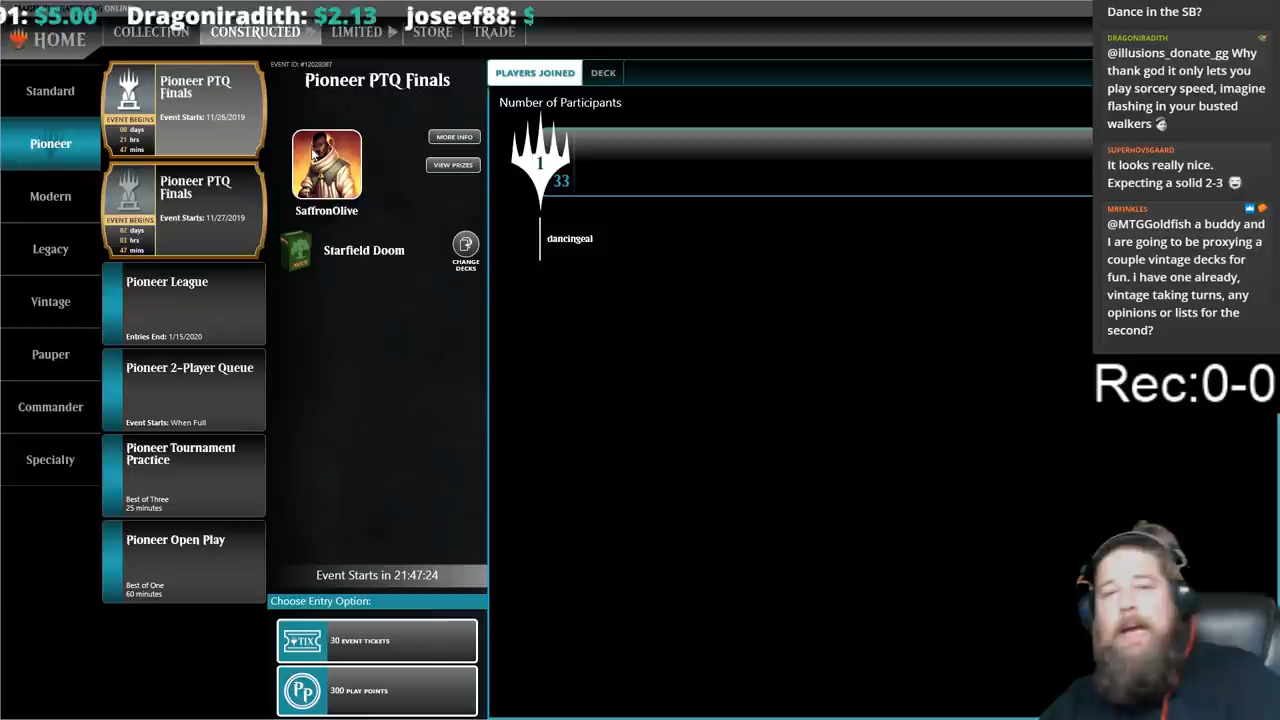 91: $5.00 Dragoniradith: $2.13 joseef88: $
HOME
COLLECTION
CONSTRUCTED
LIMITED
STORE
TRADE
Standard
Pioneer
Modern
Legacy
Vintage
Pauper
Commander
Specialty
Pioneer PTQ
Finals
Event Starts: 11/26/2019
EVENT BEGINS
00 days
21 hrs
47 mins
Pioneer PTQ
Finals
Event Starts: 11/27/2019
EVENT BEGINS
02 days
03 hrs
47 mins
Pioneer League
Entries End: 1/15/2020
Pioneer 2-Player Queue
Event Starts: When Full
Pioneer Tournament
Practice
Best of Three
25 minutes
Pioneer Open Play
Best of One
60 minutes
EVENT ID: #12028087
Pioneer PTQ Finals
MORE INFO
VIEW PRIZES
SaffronOlive
Starfield Doom
CHANGE
DECKS
Event Starts in 21:47:24
Choose Entry Option:
TIX
30 EVENT TICKETS
PP
300 PLAY POINTS
PLAYERS JOINED
DECK
Number of Participants
1
33
dancingeal
Dance in the SB?
DRAGONIRADITH
@illusions_donate_gg Why
thank god it only lets you
play sorcery speed, imagine
flashing in your busted
walkers
SUPERHOVSGAARD
It looks really nice.
Expecting a solid 2-3
MRFINKLES
@MTGGoldfish a buddy and
I are going to be proxying a
couple vintage decks for
fun. i have one already,
vintage taking turns, any
opinions or lists for the
second?
Rec:0-0